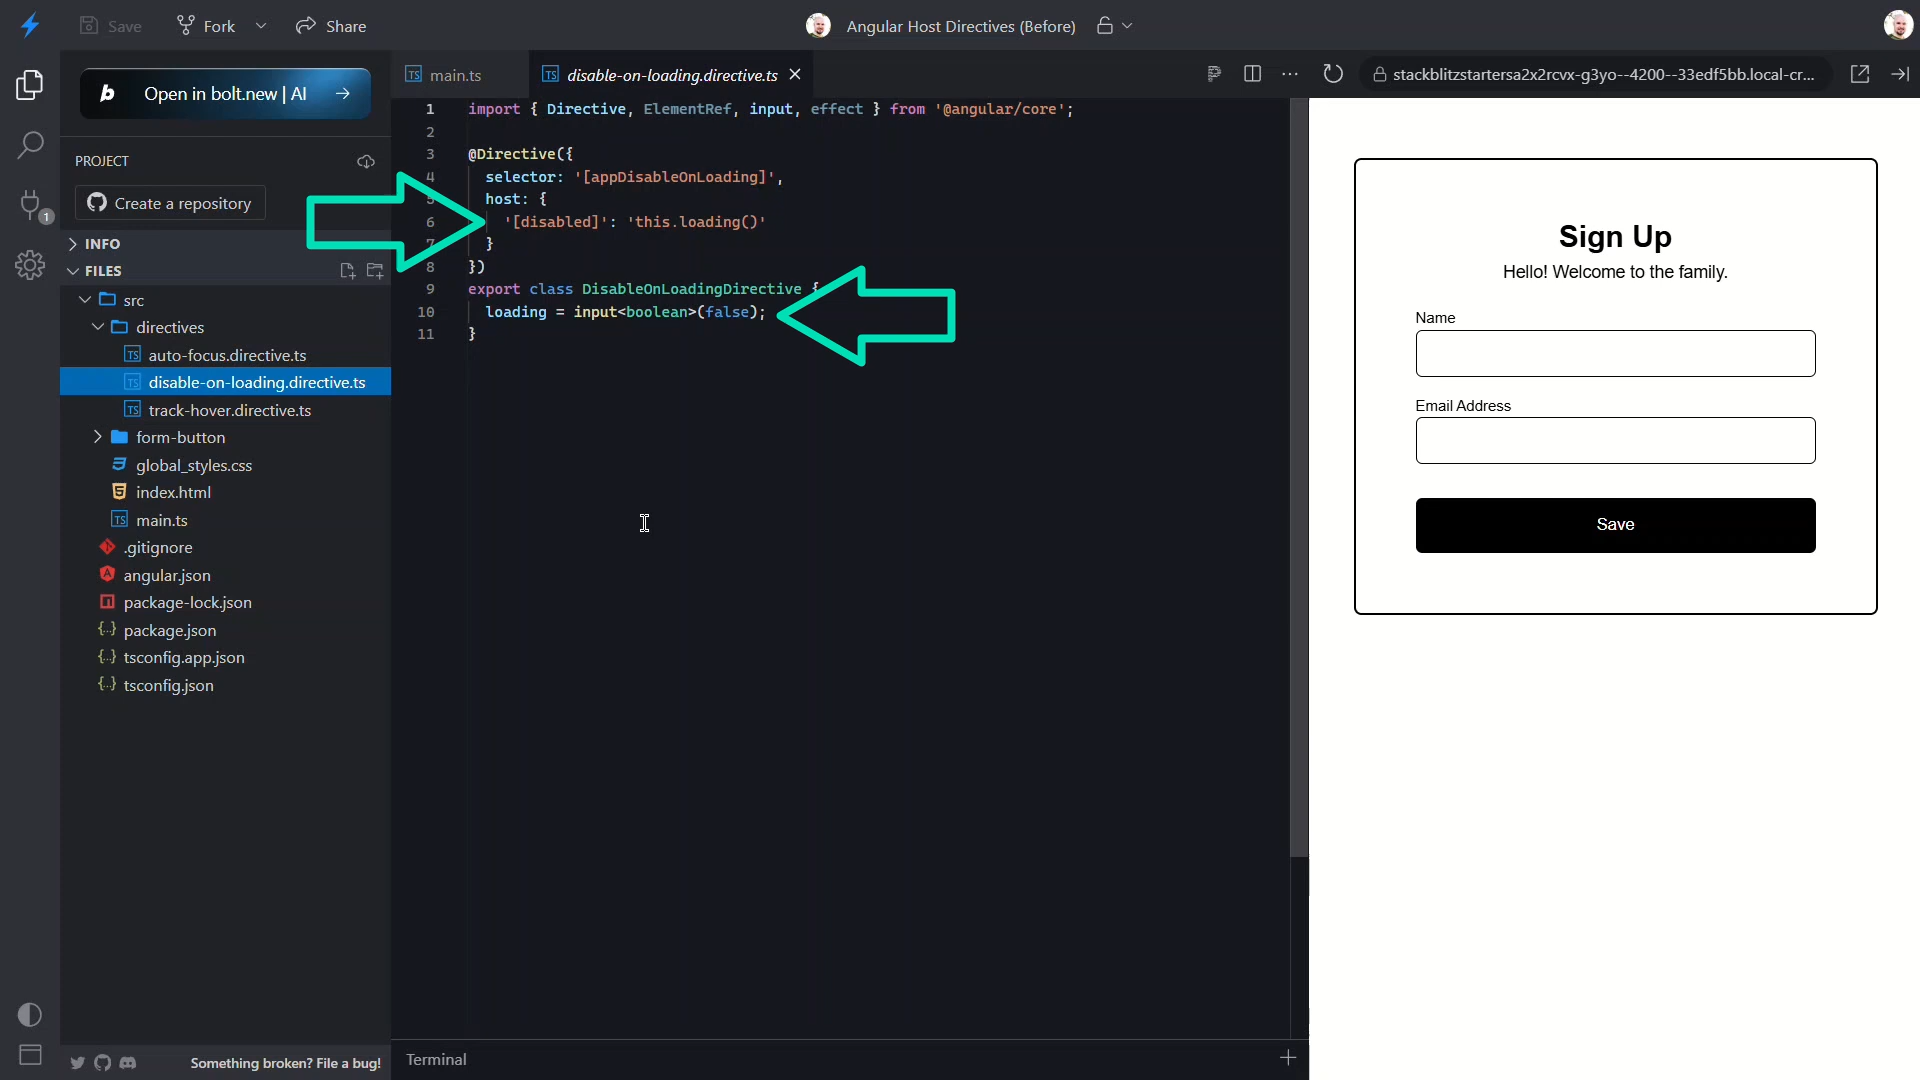 Save
Fork
Share
Angular Host Directives (Before)
b Open in bolt.new | AI
PROJECT
Create a repository
1
INFO
FILES
src
directives
auto-focus.directive.ts
disable-on-loading.directive.ts
track-hover.directive.ts
form-button
global_styles.css
index.html
main.ts
.gitignore
angular.json
package-lock.json
package.json
tsconfig.app.json
tsconfig.json
Something broken? File a bug!
main.ts
disable-on-loading.directive.ts
1 import { Directive, ElementRef, input, effect } from '@angular/core';
2
3 @Directive({
4 selector: '[appDisableOnLoading]',
5 host: {
6 '[disabled]': 'this.loading()'
7 }
8 })
9 export class DisableOnLoadingDirective {
10 loading = input<boolean>(false);
11 }
Terminal
stackblitzstartersa2x2rcvx-g3yo--4200--33edf5bb.local-cr...
Sign Up
Hello! Welcome to the family.
Name
Email Address
Save